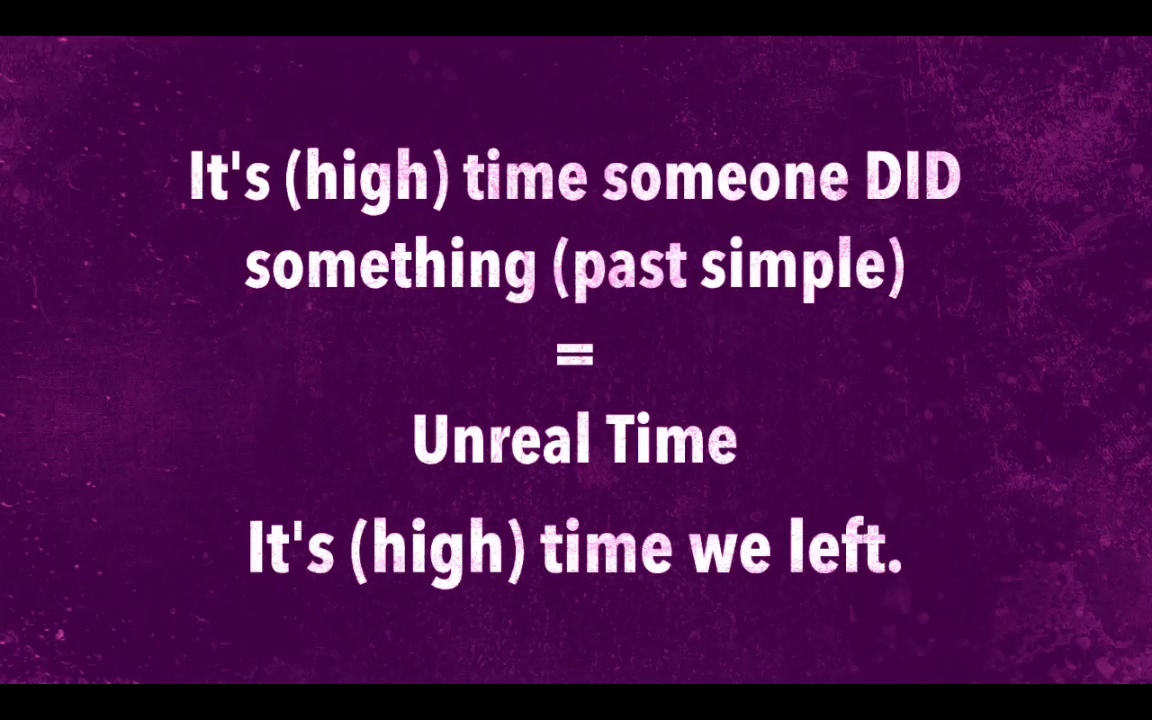 It's (high) time someone DID
something (past simple)
=
Unreal Time
It's (high) time we left.